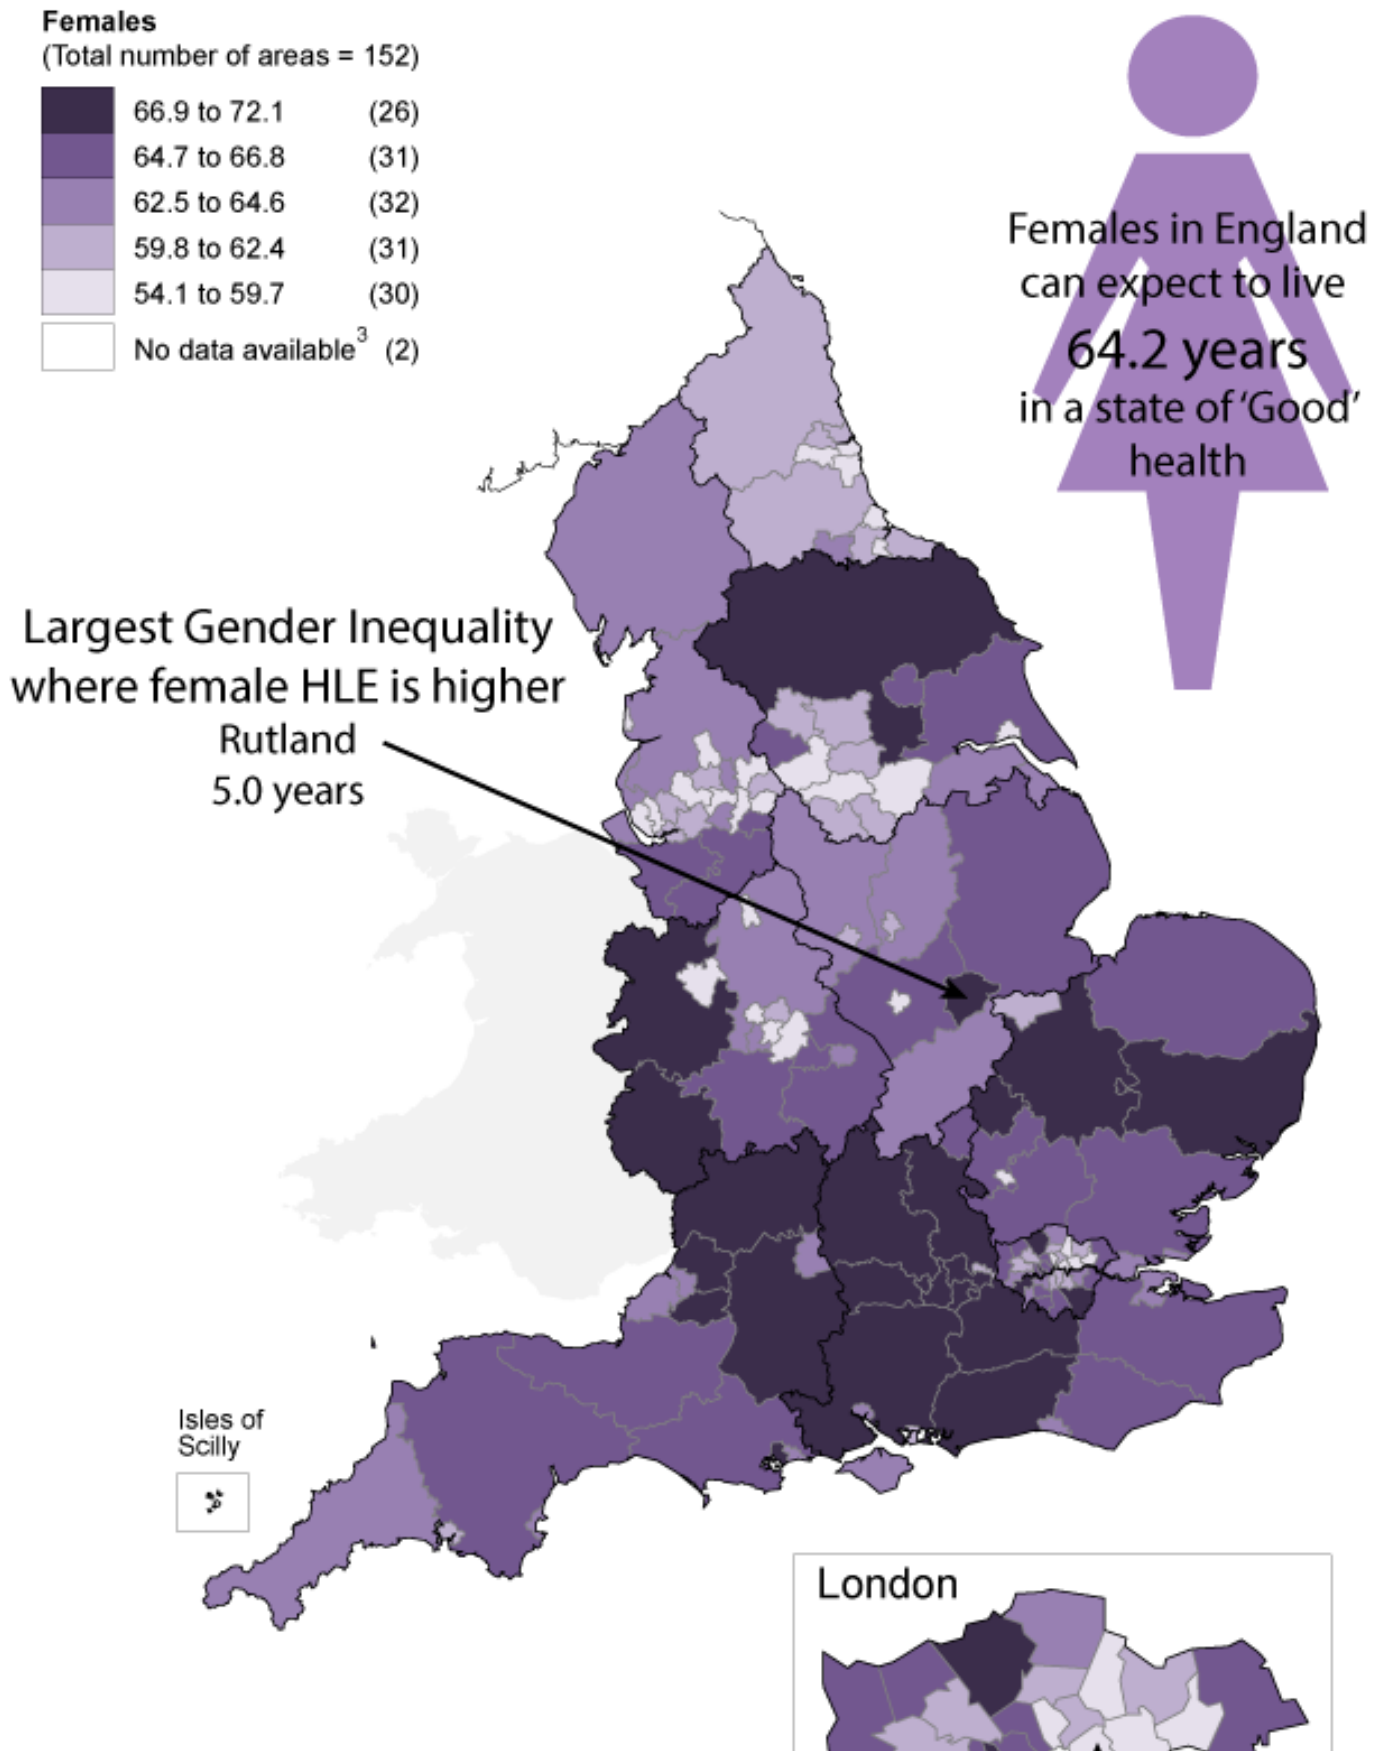 Females
(Total number of areas = 152)
66.9 to 72.1 (26)
64.7 to 66.8 (31)
62.5 to 64.6 (32)
59.8 to 62.4 (31)
54.1 to 59.7 (30)
No data available3 (2)
Females in England
can expect to live
64.2 years
in a state of ‘Good’
health
Largest Gender Inequality
where female HLE is higher
Rutland
5.0 years
Isles of
Scilly
London